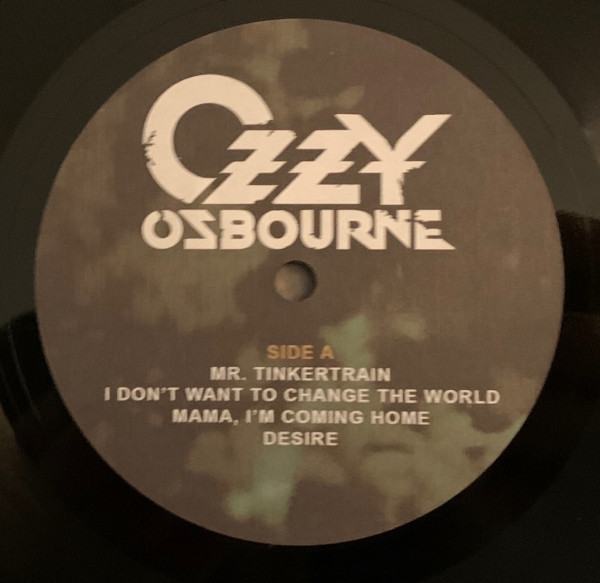 OZZY
OSBOURNE
SIDE A
MR. TINKERTRAIN
I DON'T WANT TO CHANGE THE WORLD
MAMA, I'M COMING HOME
DESIRE